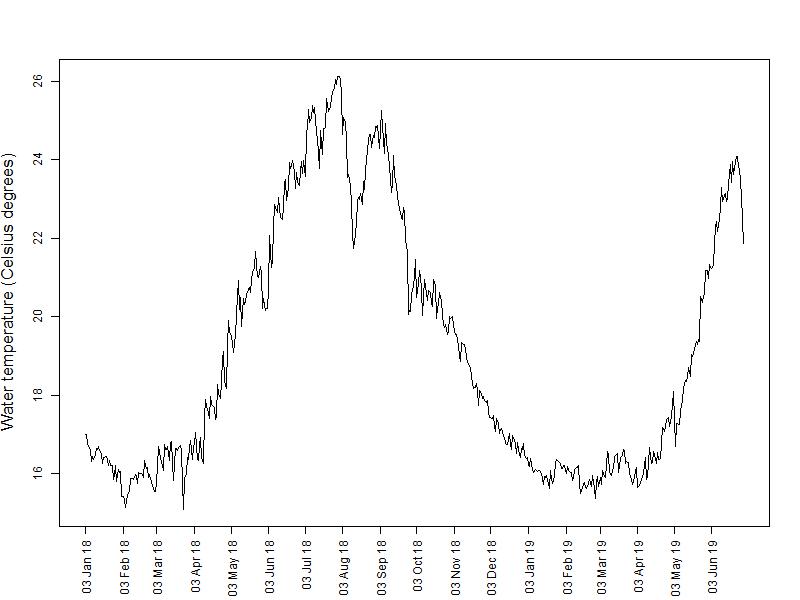 Water temperature (Celsius degrees)
26
24
22
20
18
16
03 Jan 18
03 Feb 18
03 Mar 18
03 Apr 18
03 May 18
03 Jun 18
03 Jul 18
03 Aug 18
03 Sep 18
03 Oct 18
03 Nov 18
03 Dec 18
03 Jan 19
03 Feb 19
03 Mar 19
03 Apr 19
03 May 19
03 Jun 19